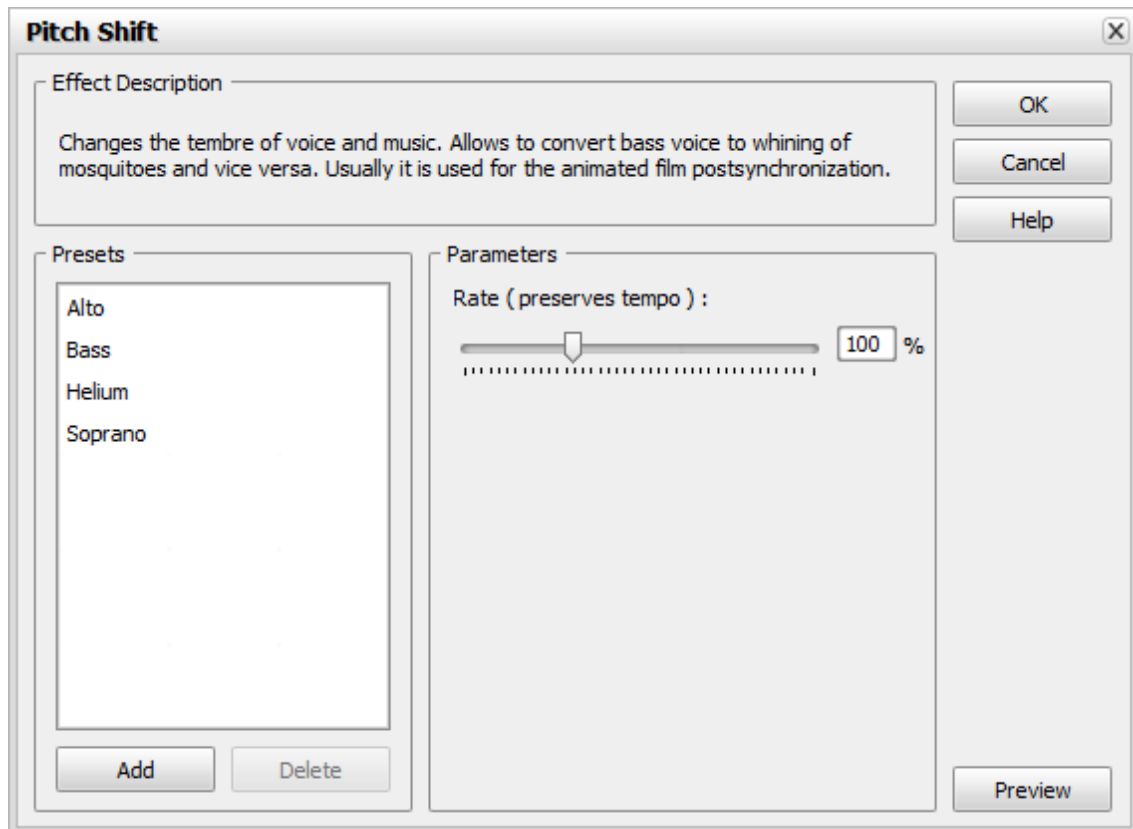 Pitch Shift
Effect Description
Changes the tembre of voice and music. Allows to convert bass voice to whining of
mosquitoes and vice versa. Usually it is used for the animated film postsynchronization.
OK
Cancel
Help
Presets
Alto
Bass
Helium
Soprano
Add
Delete
Parameters
Rate ( preserves tempo ) :
100 %
Preview